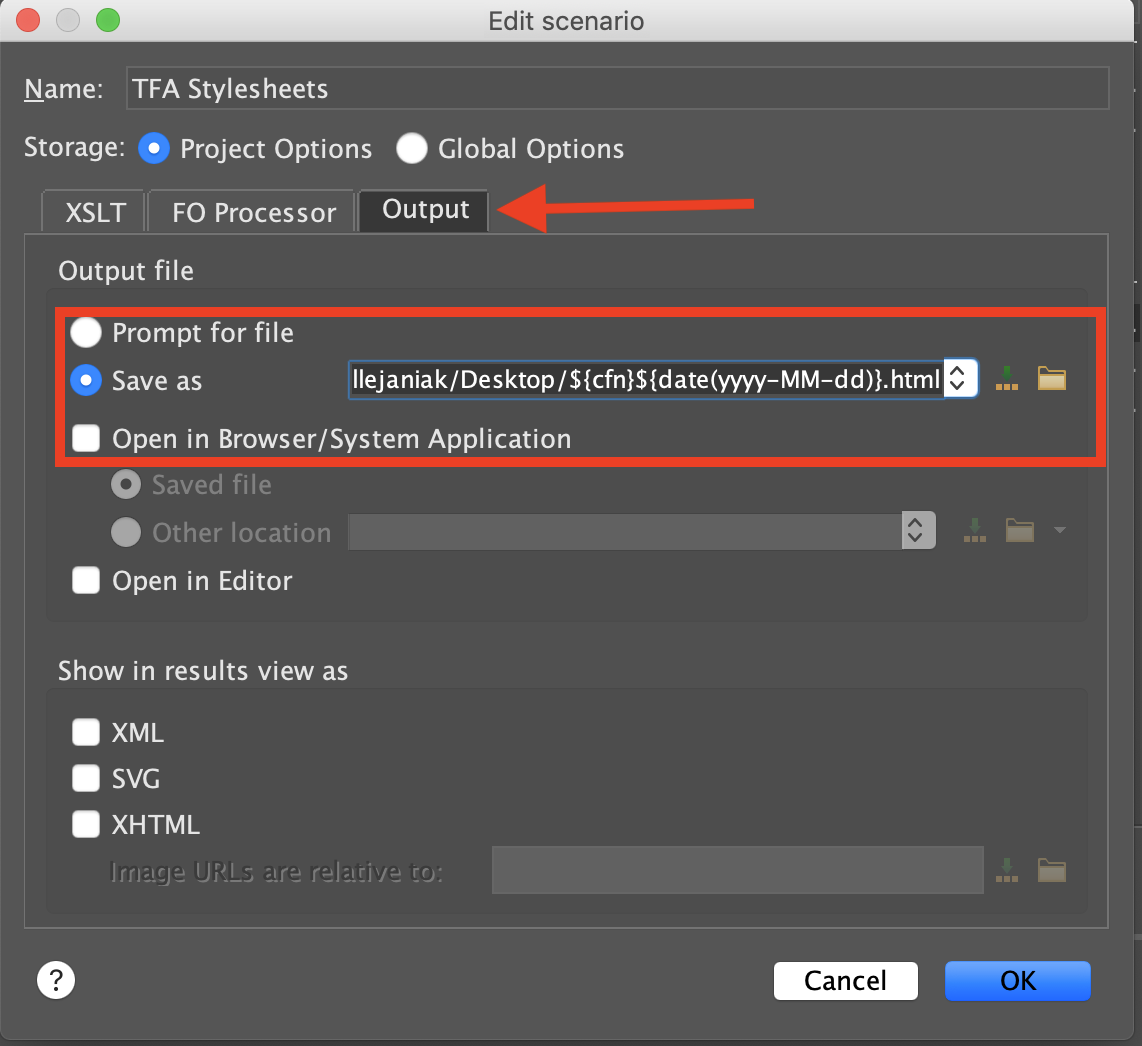 Edit scenario
Name: TFA Stylesheets
Storage: Project Options Global Options
XSLT FO Processor Output
Output file
Prompt for file
Save as llejaniak/Desktop/${cfn}${date(yyyy-MM-dd)}.html
Open in Browser/System Application
Saved file
Other location
Open in Editor
Show in results view as
XML
SVG
XHTML
Image URLs are relative to:
? Cancel OK